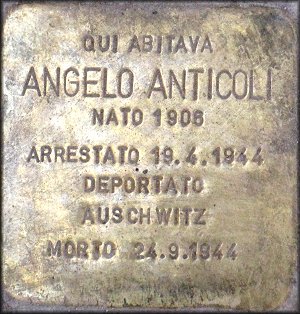 QUI ABITAVA
ANGELO ANTICOLI
NATO 1906
ARRESTATO 19.4.1944
DEPORTATO
AUSCHWITZ
MORTO 24.9.1944